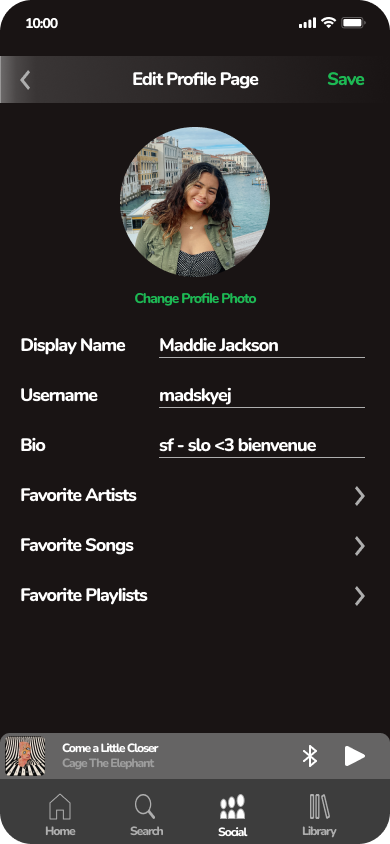 10:00
Edit Profile Page
Save
Change Profile Photo
Display Name
Maddie Jackson
Username
madskyej
Bio
sf - slo <3 bienvenue
Favorite Artists
Favorite Songs
Favorite Playlists
Come a Little Closer
Cage The Elephant
Home
Search
Social
Library